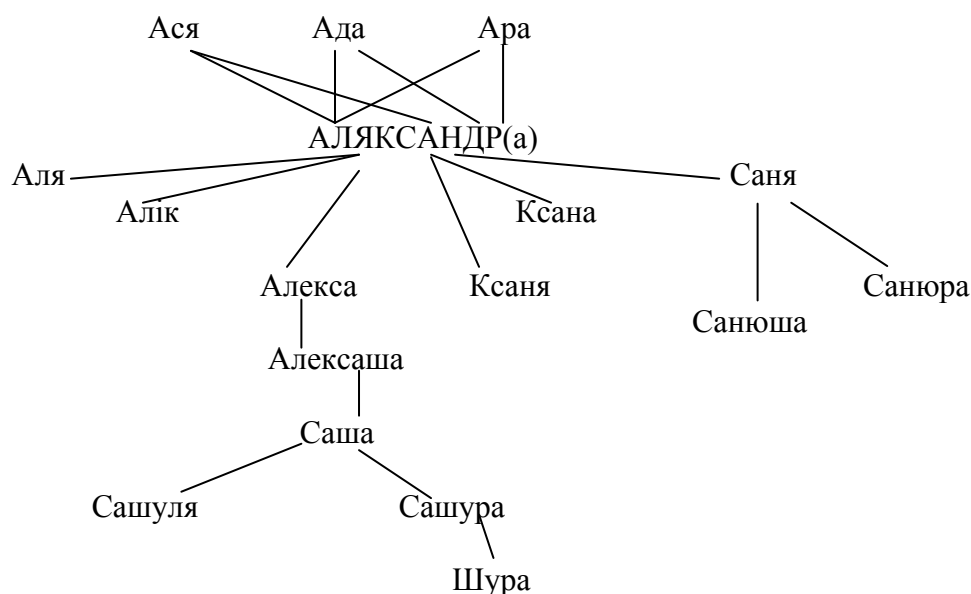 Ася Ада Ара
АЛЯКСАНДР(а)
Аля Саня
Алік Ксана
Алекса Ксаня Санюра
Санюша
Алексаша
Саша
Сашуля Сашура
Шура